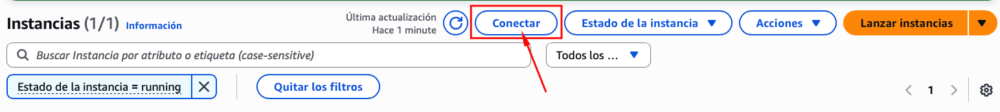 Instancias (1/1) Información
Última actualización
Hace 1 minute
Conectar
Estado de la instancia
Acciones
Lanzar instancias
Buscar Instancia por atributo o etiqueta (case-sensitive)
Todos los ...
Estado de la instancia = running
Quitar los filtros
1